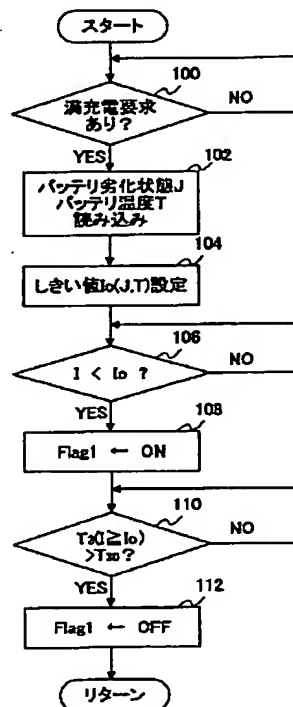 スタート
100
満充電要求
あり?
NO
YES
102
バッテリ劣化状態J
バッテリ温度T
読み込み
104
しきい値Io(J,T)設定
106
I < Io ?
NO
YES
108
Flag1 ← ON
110
T2(I≧Io)
>T20?
NO
YES
112
Flag1 ← OFF
リターン